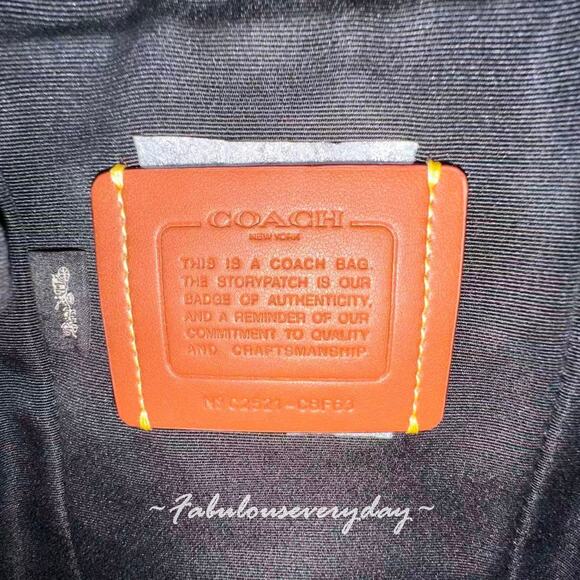 COACH
NEW YORK
THIS IS A COACH BAG.
THE STORYPATCH IS OUR
BADGE OF AUTHENTICITY,
AND A REMINDER OF OUR
COMMITMENT TO QUALITY
AND CRAFTSMANSHIP.
~Fabulouseveryday~